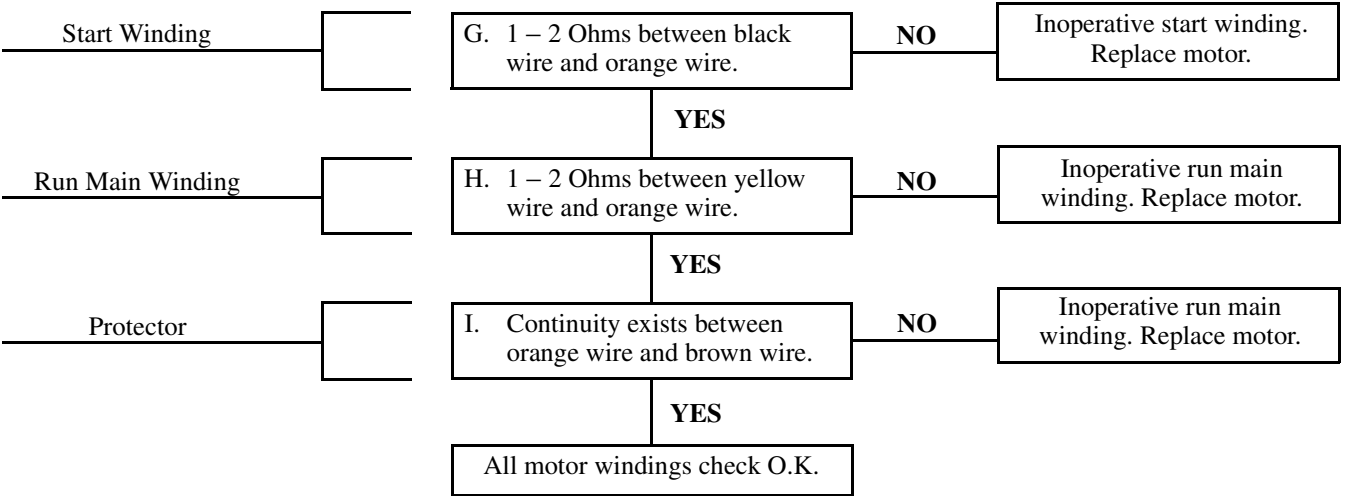 Start Winding
G. 1 – 2 Ohms between black
wire and orange wire.
NO
Inoperative start winding.
Replace motor.
YES
Run Main Winding
H. 1 – 2 Ohms between yellow
wire and orange wire.
NO
Inoperative run main
winding. Replace motor.
YES
Protector
I. Continuity exists between
orange wire and brown wire.
NO
Inoperative run main
winding. Replace motor.
YES
All motor windings check O.K.